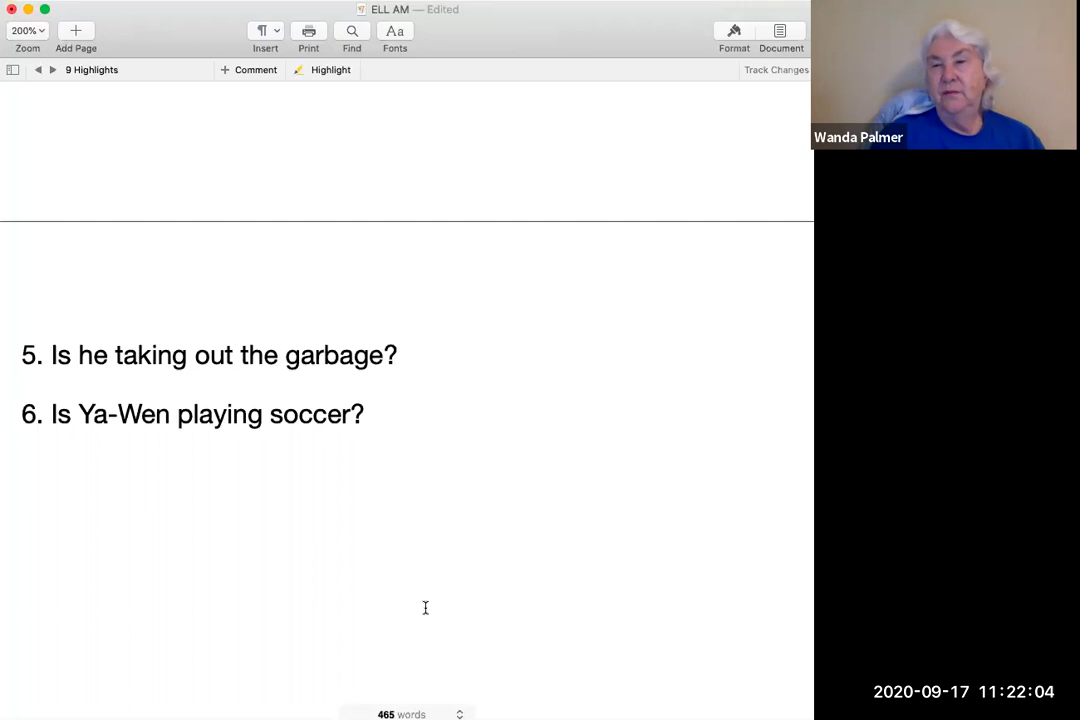 ELL AM — Edited
200%
Zoom
Add Page
Insert
Print
Find
Aa
Fonts
Format
Document
9 Highlights
+ Comment
Highlight
Track Changes
Wanda Palmer
5. Is he taking out the garbage?
6. Is Ya-Wen playing soccer?
465 words
2020-09-17 11:22:04